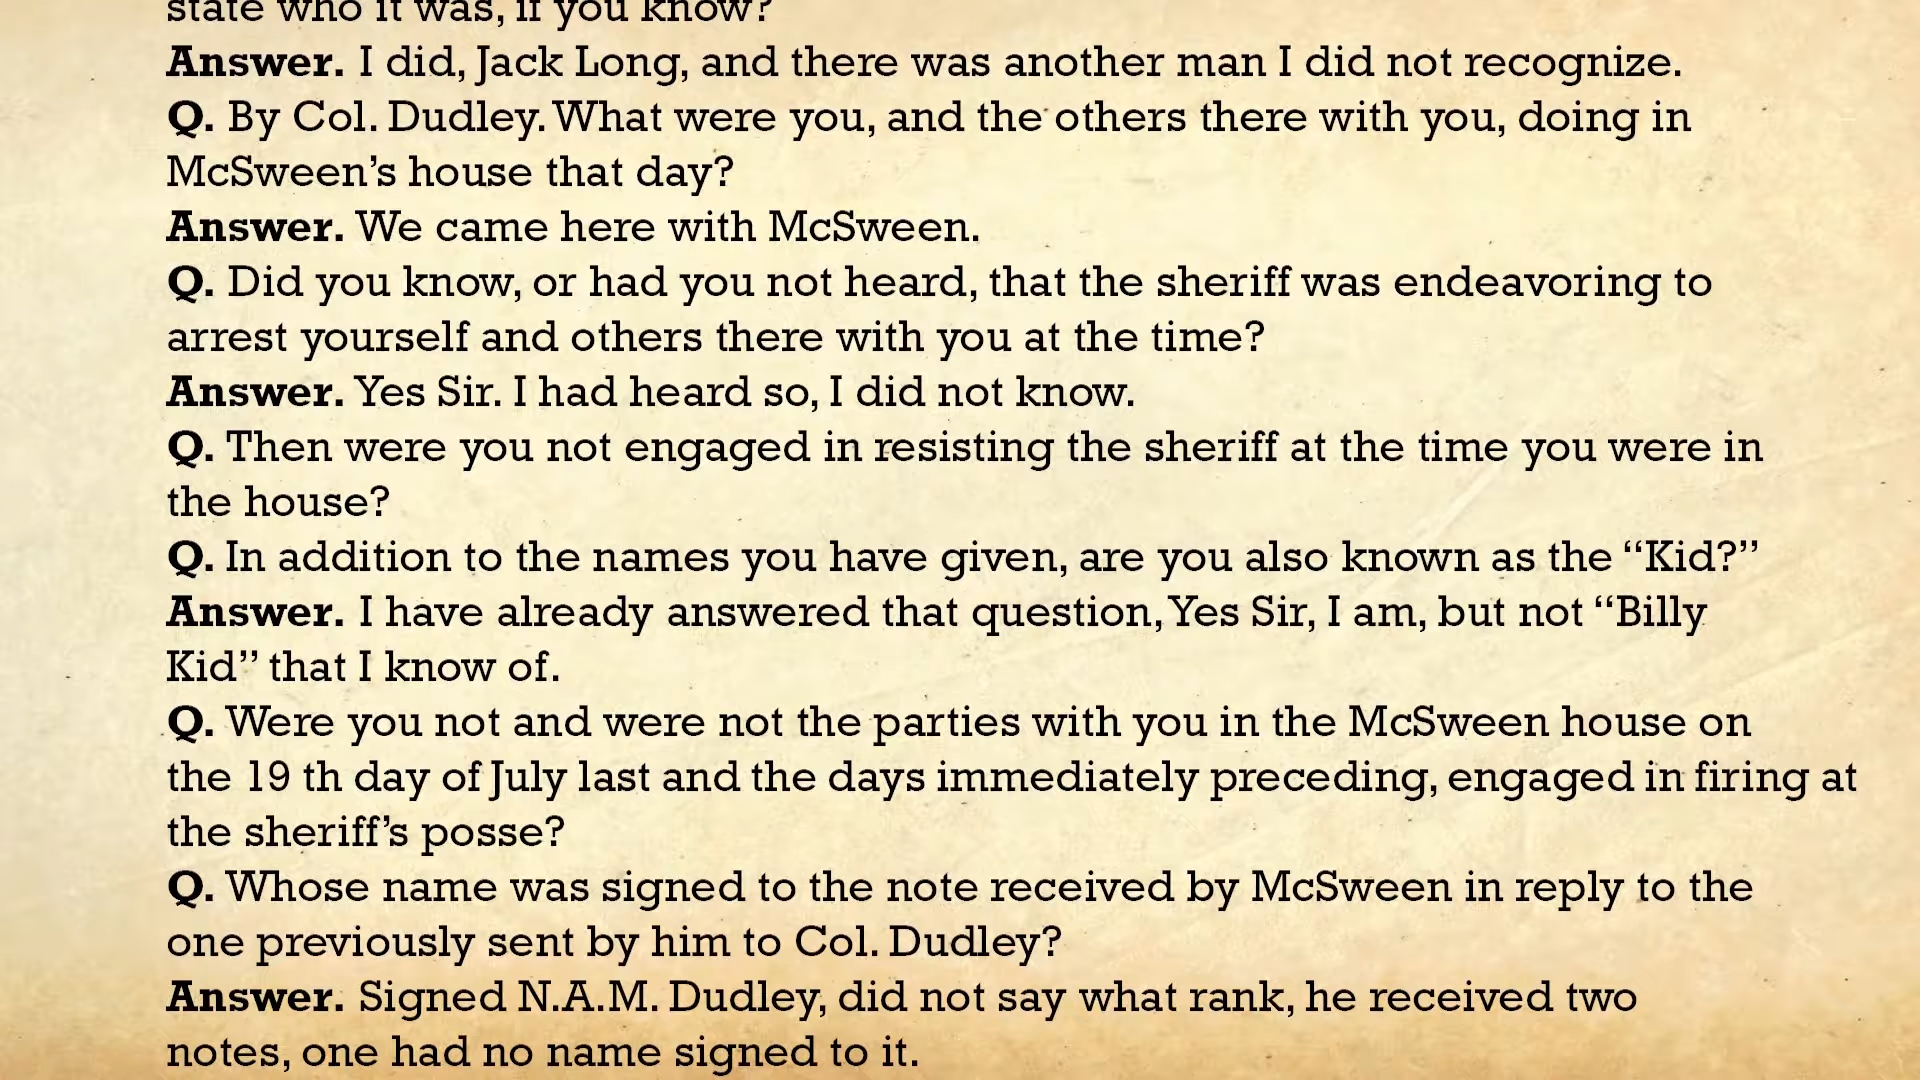 state who it was, if you know?
Answer. I did, Jack Long, and there was another man I did not recognize.
Q. By Col. Dudley. What were you, and the others there with you, doing in
McSween’s house that day?
Answer. We came here with McSween.
Q. Did you know, or had you not heard, that the sheriff was endeavoring to
arrest yourself and others there with you at the time?
Answer. Yes Sir. I had heard so, I did not know.
Q. Then were you not engaged in resisting the sheriff at the time you were in
the house?
Q. In addition to the names you have given, are you also known as the “Kid?”
Answer. I have already answered that question, Yes Sir, I am, but not “Billy
Kid” that I know of.
Q. Were you not and were not the parties with you in the McSween house on
the 19 th day of July last and the days immediately preceding, engaged in firing at
the sheriff’s posse?
Q. Whose name was signed to the note received by McSween in reply to the
one previously sent by him to Col. Dudley?
Answer. Signed N.A.M. Dudley, did not say what rank, he received two
notes, one had no name signed to it.